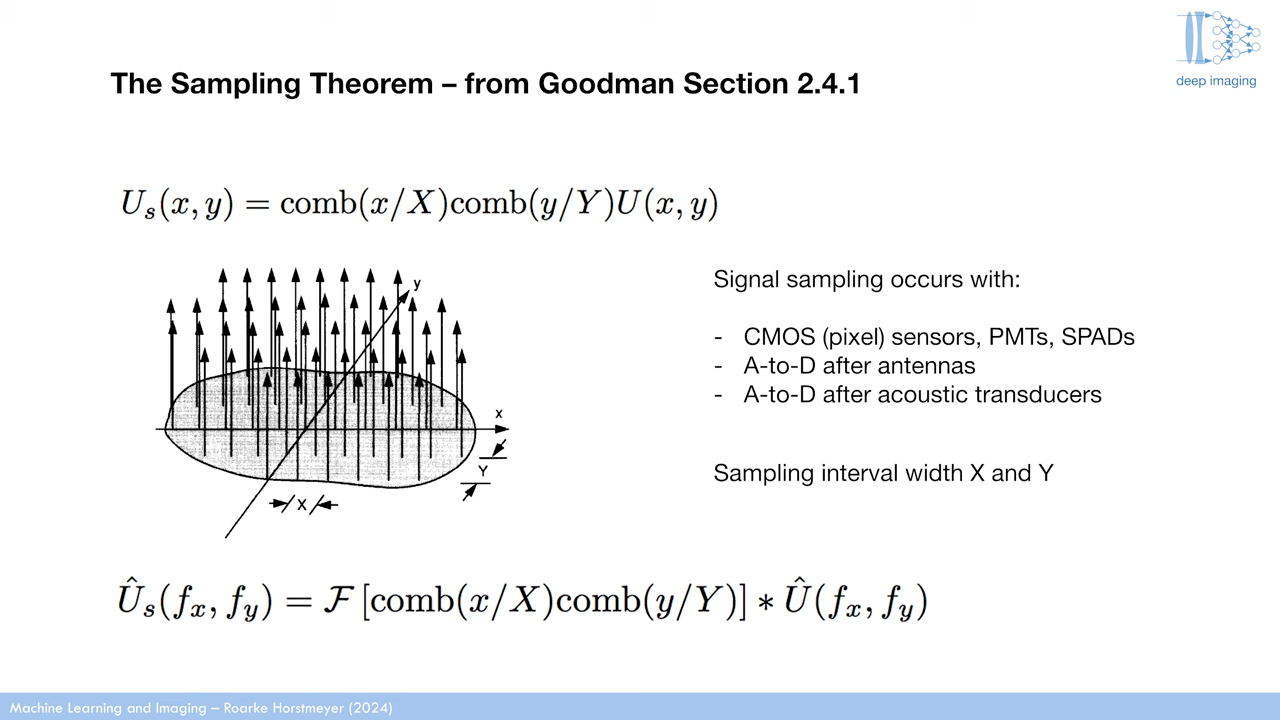 deep imaging
The Sampling Theorem – from Goodman Section 2.4.1
U_s(x, y) = comb(x/X)comb(y/Y)U(x, y)
y
x
Y
X
Signal sampling occurs with:
- CMOS (pixel) sensors, PMTs, SPADs
- A-to-D after antennas
- A-to-D after acoustic transducers
Sampling interval width X and Y
Û_s(f_x, f_y) = ℱ [comb(x/X)comb(y/Y)] ∗ Û(f_x, f_y)
Machine Learning and Imaging – Roarke Horstmeyer (2024)